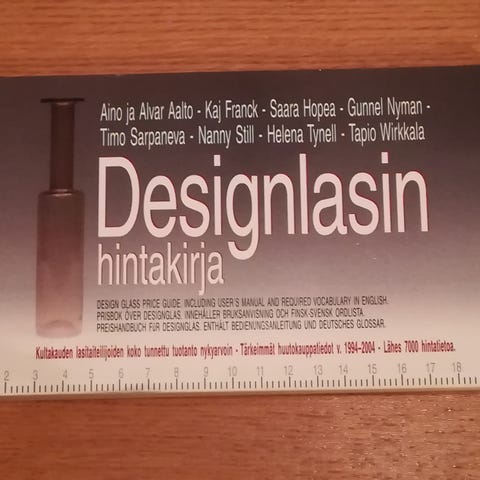 Aino ja Alvar Aalto - Kaj Franck - Saara Hopea - Gunnel Nyman -
Timo Sarpaneva - Nanny Still - Helena Tynell - Tapio Wirkkala
Designlasin
hintakirja
DESIGN GLASS PRICE GUIDE. INCLUDING USER'S MANUAL AND REQUIRED VOCABULARY IN ENGLISH.
PRISBOK ÖVER DESIGNGLAS. INNEHÅLLER BRUKSANVISNING OCH FINSK-SVENSK ORDLISTA.
PREISHANDBUCH FÜR DESIGNGLAS. ENTHÄLT BEDIENUNGSANLEITUNG UND DEUTSCHES GLOSSAR.
Kultakauden lasitaiteilijoiden koko tunnettu tuotanto nykyarvoin - Tärkeimmät huutokauppatiedot v. 1994-2004 - Lähes 7000 hintatietoa.
2 3 4 5 6 7 8 9 10 11 12 13 14 15 16 17 18